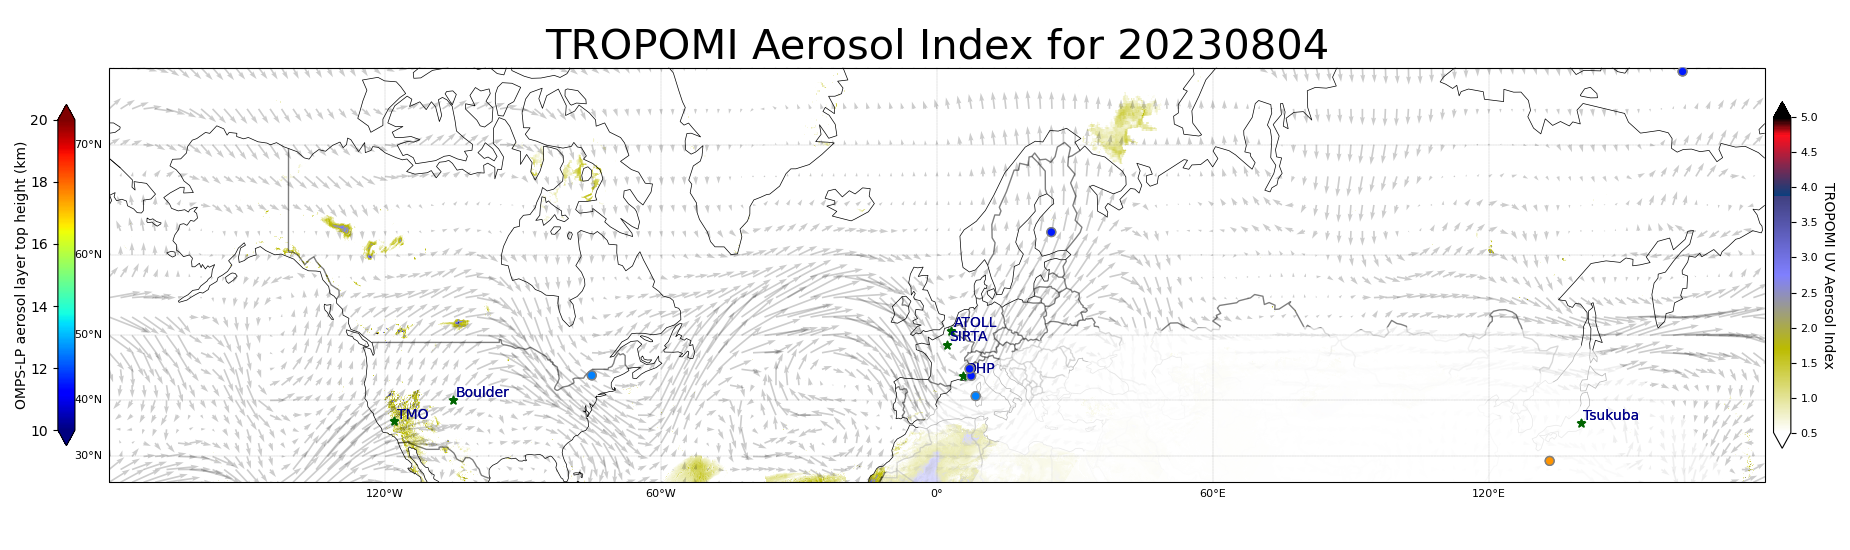 TROPOMI Aerosol Index for 20230804
OMPS-LP aerosol layer top height (km)
20
18
16
14
12
10
70°N
60°N
50°N
40°N
30°N
120°W
60°W
0°
60°E
120°E
ATOLL
SIRTA
OHP
Boulder
TMO
Tsukuba
5.0
4.5
4.0
3.5
3.0
2.5
2.0
1.5
1.0
0.5
TROPOMI UV Aerosol Index